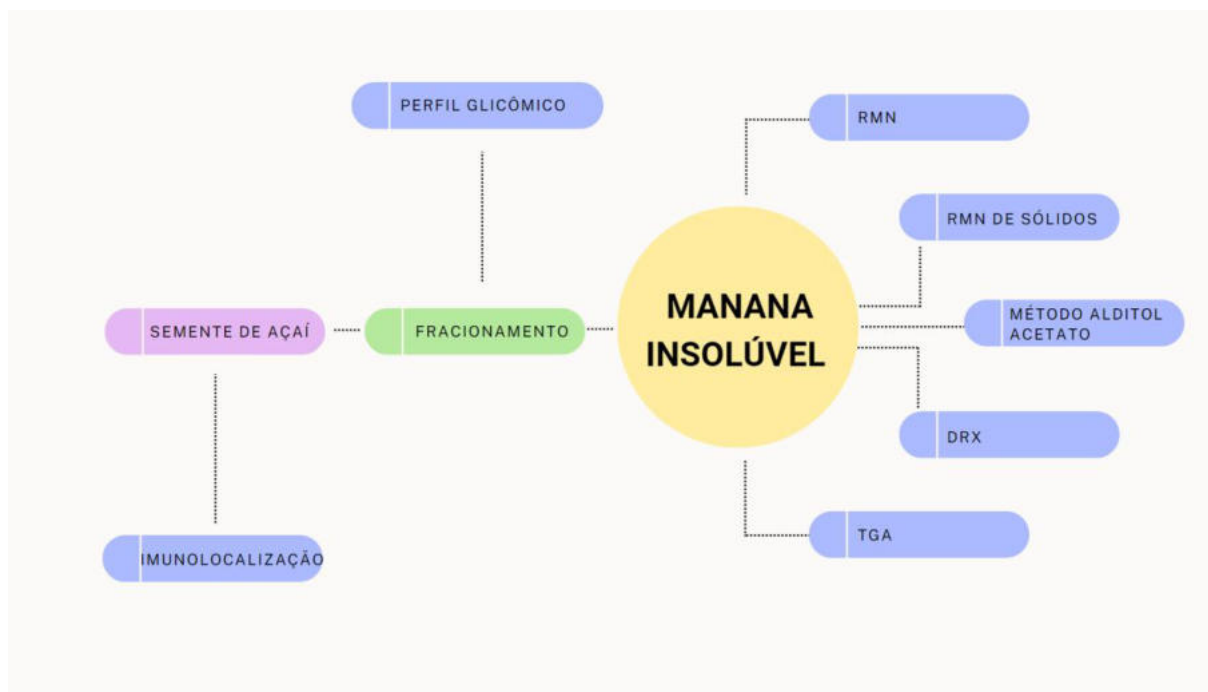 PERFIL GLICÔMICO
RMN
RMN DE SÓLIDOS
MANANA
INSOLÚVEL
SEMENTE DE AÇAÍ
FRACIONAMENTO
MÉTODO ALDITOL
ACETATO
DRX
TGA
IMUNOLOCALIZAÇÃO